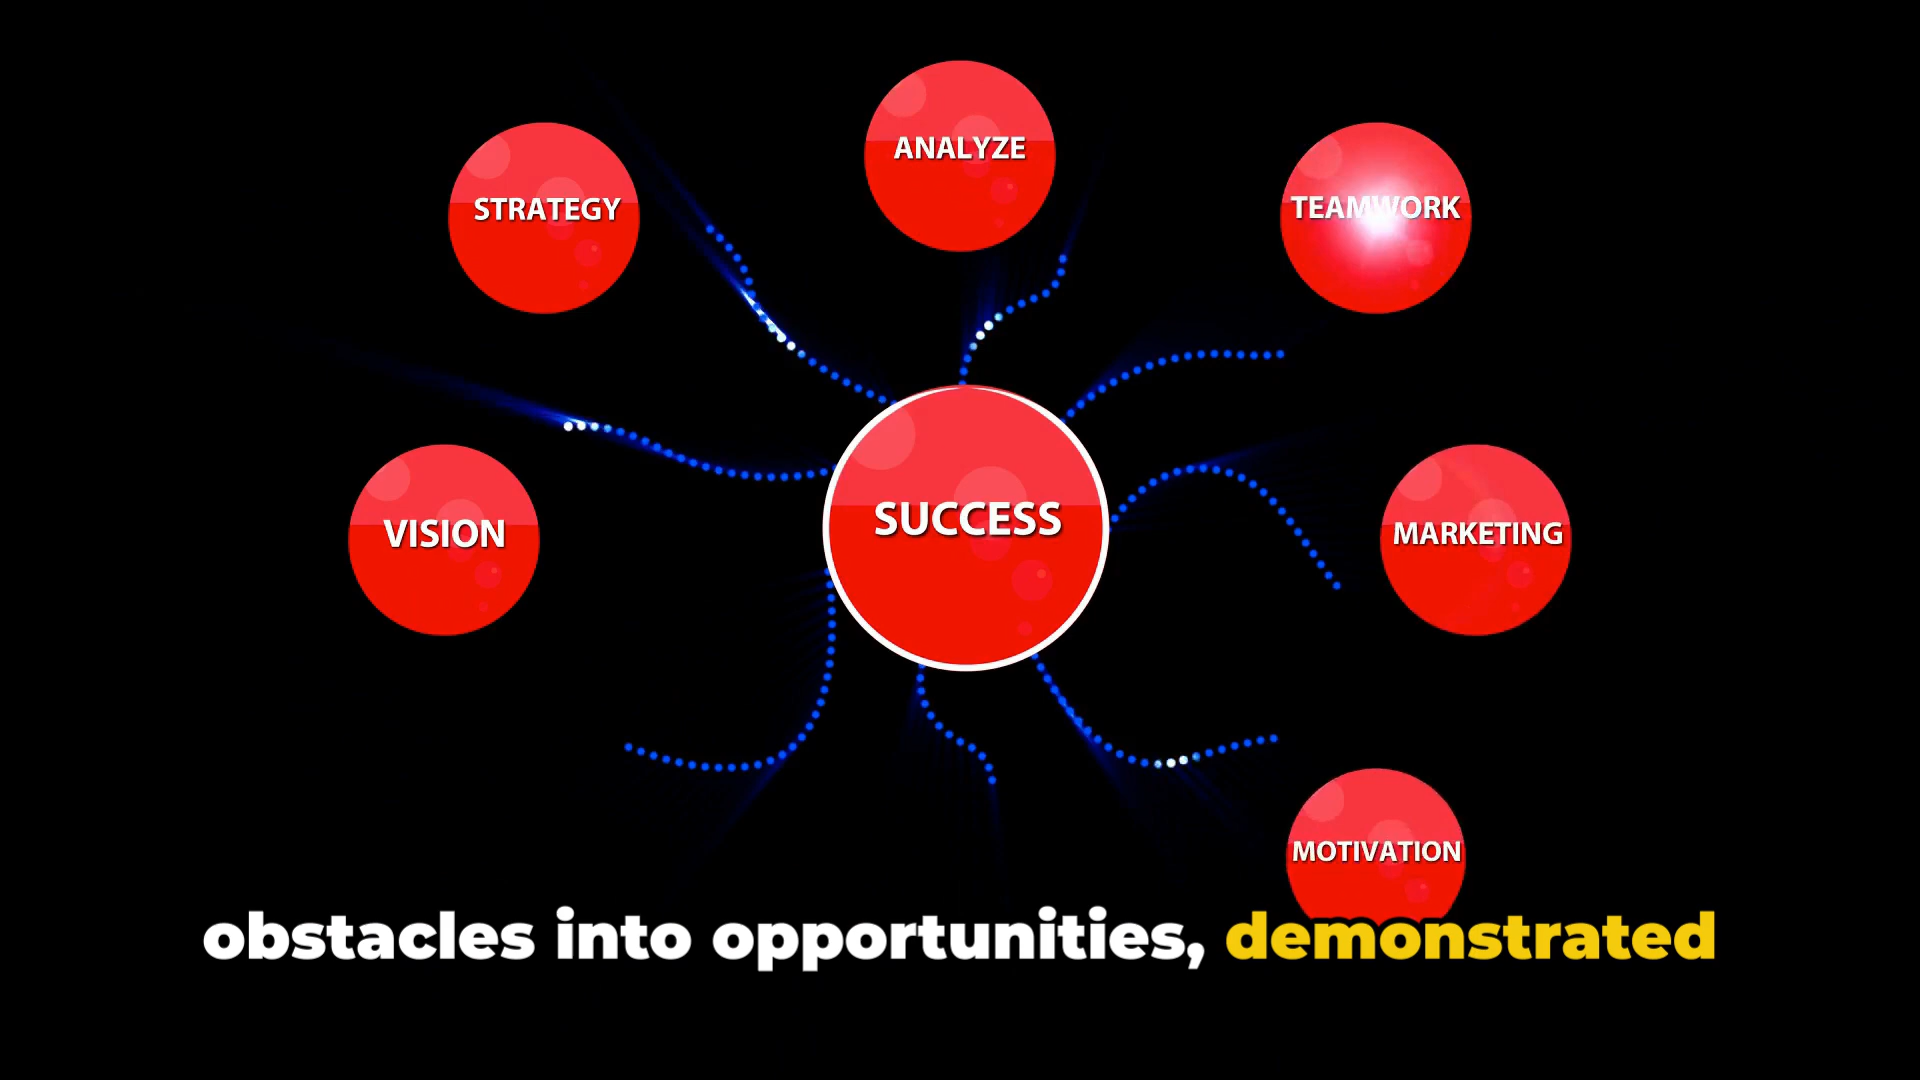 ANALYZE
STRATEGY
TEAMWORK
SUCCESS
VISION
MARKETING
MOTIVATION
obstacles into opportunities, demonstrated